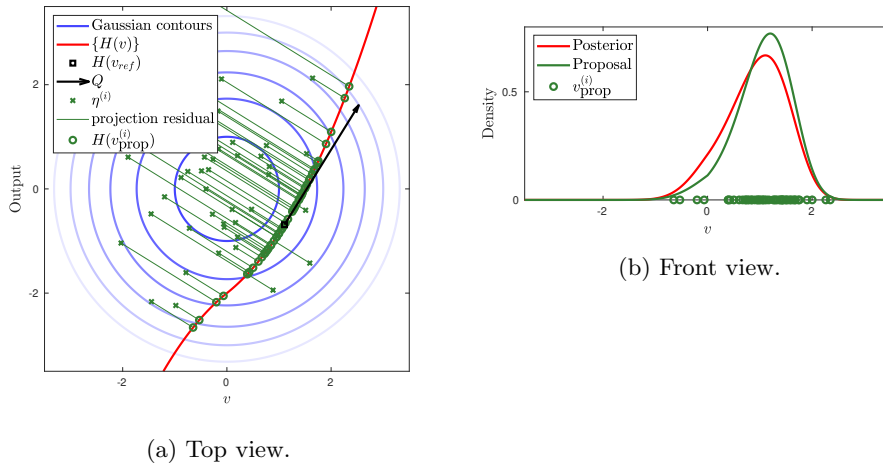 Gaussian contours
{H(v)}
H(v_ref)
Q
η^(i)
projection residual
H(v_prop^(i))
2
0
-2
Output
-2
0
2
v
(a) Top view.
Posterior
Proposal
v_prop^(i)
0.5
0
Density
-2
0
2
v
(b) Front view.